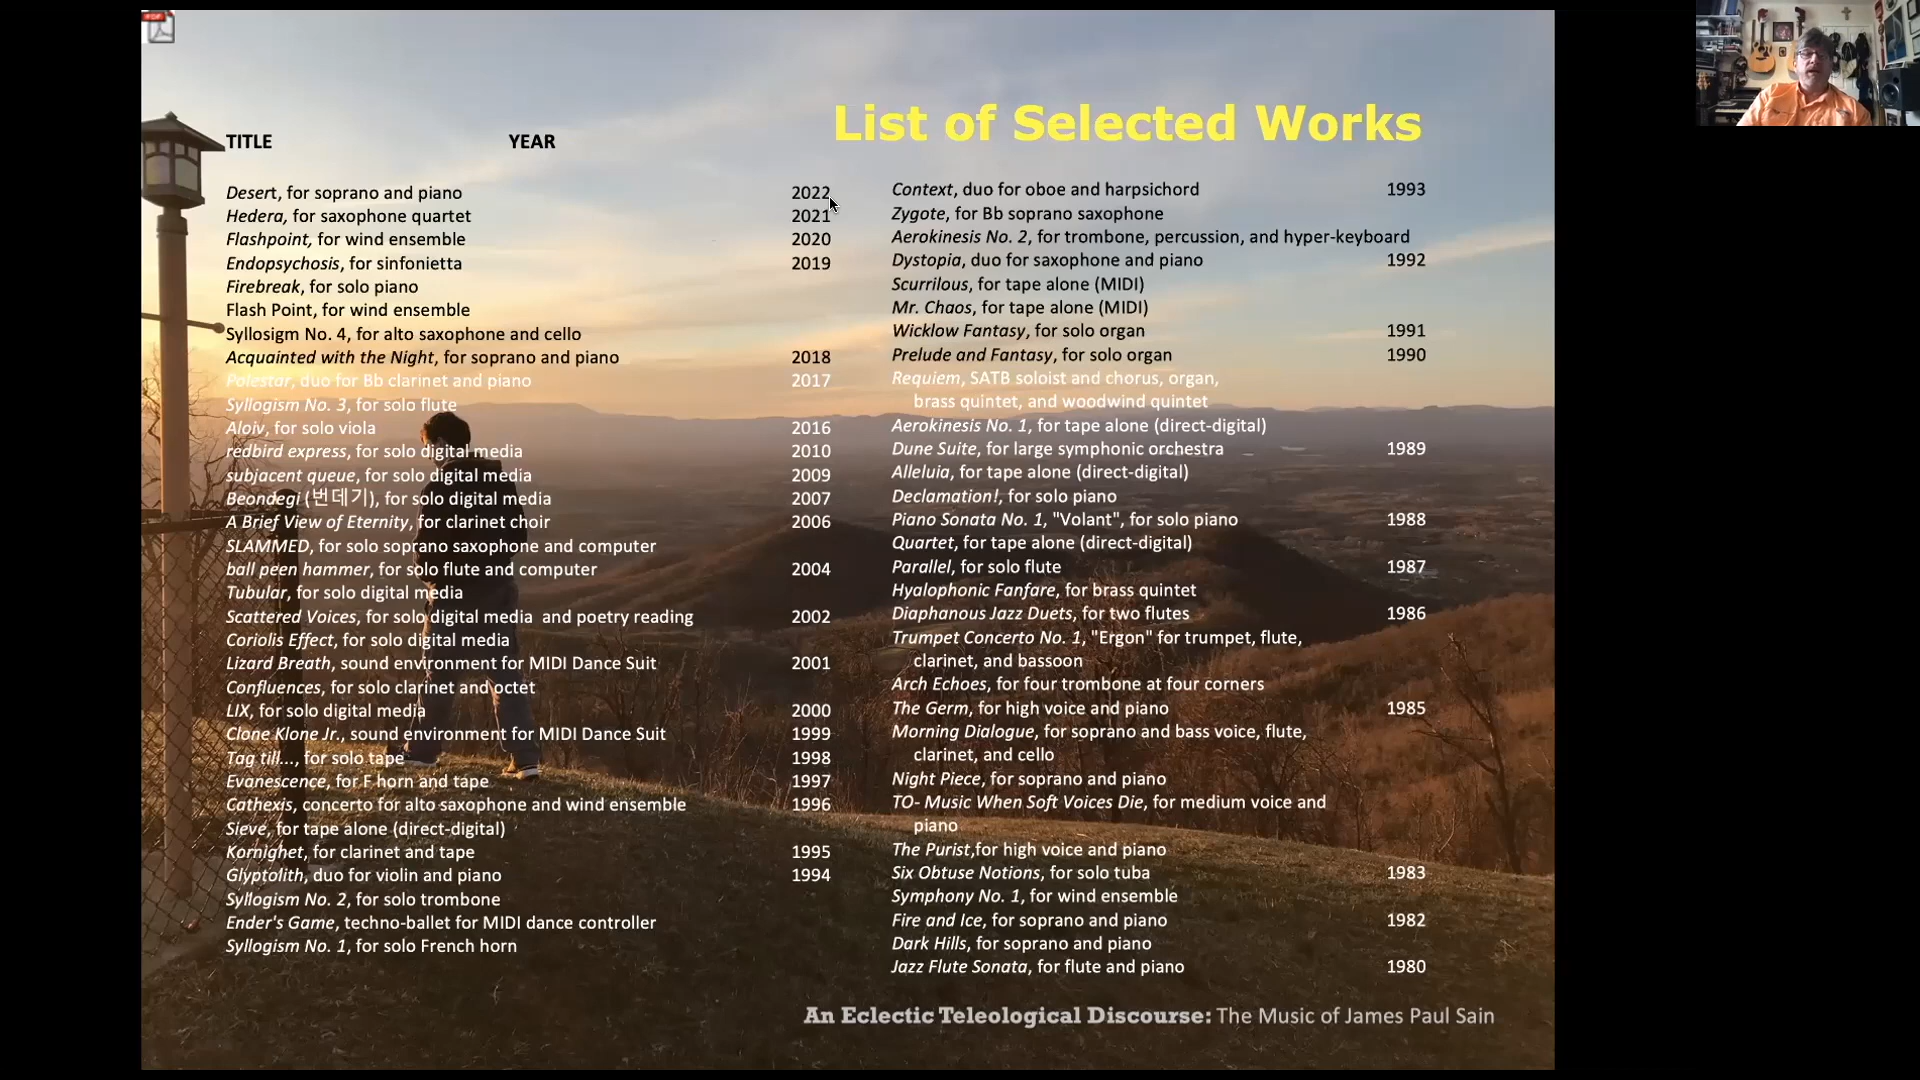 List of Selected Works
TITLE YEAR
Desert, for soprano and piano 2022
Hedera, for saxophone quartet 2021
Flashpoint, for wind ensemble 2020
Endopsychosis, for sinfonietta 2019
Firebreak, for solo piano
Flash Point, for wind ensemble
Syllosigm No. 4, for alto saxophone and cello
Acquainted with the Night, for soprano and piano 2018
Polestar, duo for Bb clarinet and piano 2017
Syllogism No. 3, for solo flute
Aloiv, for solo viola 2016
redbird express, for solo digital media 2010
subjacent queue, for solo digital media 2009
Beondegi (번데기), for solo digital media 2007
A Brief View of Eternity, for clarinet choir 2006
SLAMMED, for solo soprano saxophone and computer
ball peen hammer, for solo flute and computer 2004
Tubular, for solo digital media
Scattered Voices, for solo digital media and poetry reading 2002
Coriolis Effect, for solo digital media
Lizard Breath, sound environment for MIDI Dance Suit 2001
Confluences, for solo clarinet and octet
LIX, for solo digital media 2000
Clone Klone Jr., sound environment for MIDI Dance Suit 1999
Tag till..., for solo tape 1998
Evanescence, for F horn and tape 1997
Cathexis, concerto for alto saxophone and wind ensemble 1996
Sieve, for tape alone (direct-digital)
Kornighet, for clarinet and tape 1995
Glyptolith, duo for violin and piano 1994
Syllogism No. 2, for solo trombone
Ender's Game, techno-ballet for MIDI dance controller
Syllogism No. 1, for solo French horn
Context, duo for oboe and harpsichord 1993
Zygote, for Bb soprano saxophone
Aerokinesis No. 2, for trombone, percussion, and hyper-keyboard
Dystopia, duo for saxophone and piano 1992
Scurrilous, for tape alone (MIDI)
Mr. Chaos, for tape alone (MIDI)
Wicklow Fantasy, for solo organ 1991
Prelude and Fantasy, for solo organ 1990
Requiem, SATB soloist and chorus, organ,
brass quintet, and woodwind quintet
Aerokinesis No. 1, for tape alone (direct-digital)
Dune Suite, for large symphonic orchestra 1989
Alleluia, for tape alone (direct-digital)
Declamation!, for solo piano
Piano Sonata No. 1, "Volant", for solo piano 1988
Quartet, for tape alone (direct-digital)
Parallel, for solo flute 1987
Hyalophonic Fanfare, for brass quintet
Diaphanous Jazz Duets, for two flutes 1986
Trumpet Concerto No. 1, "Ergon" for trumpet, flute,
clarinet, and bassoon
Arch Echoes, for four trombone at four corners
The Germ, for high voice and piano 1985
Morning Dialogue, for soprano and bass voice, flute,
clarinet, and cello
Night Piece, for soprano and piano
TO- Music When Soft Voices Die, for medium voice and
piano
The Purist,for high voice and piano
Six Obtuse Notions, for solo tuba 1983
Symphony No. 1, for wind ensemble
Fire and Ice, for soprano and piano 1982
Dark Hills, for soprano and piano
Jazz Flute Sonata, for flute and piano 1980
An Eclectic Teleological Discourse: The Music of James Paul Sain